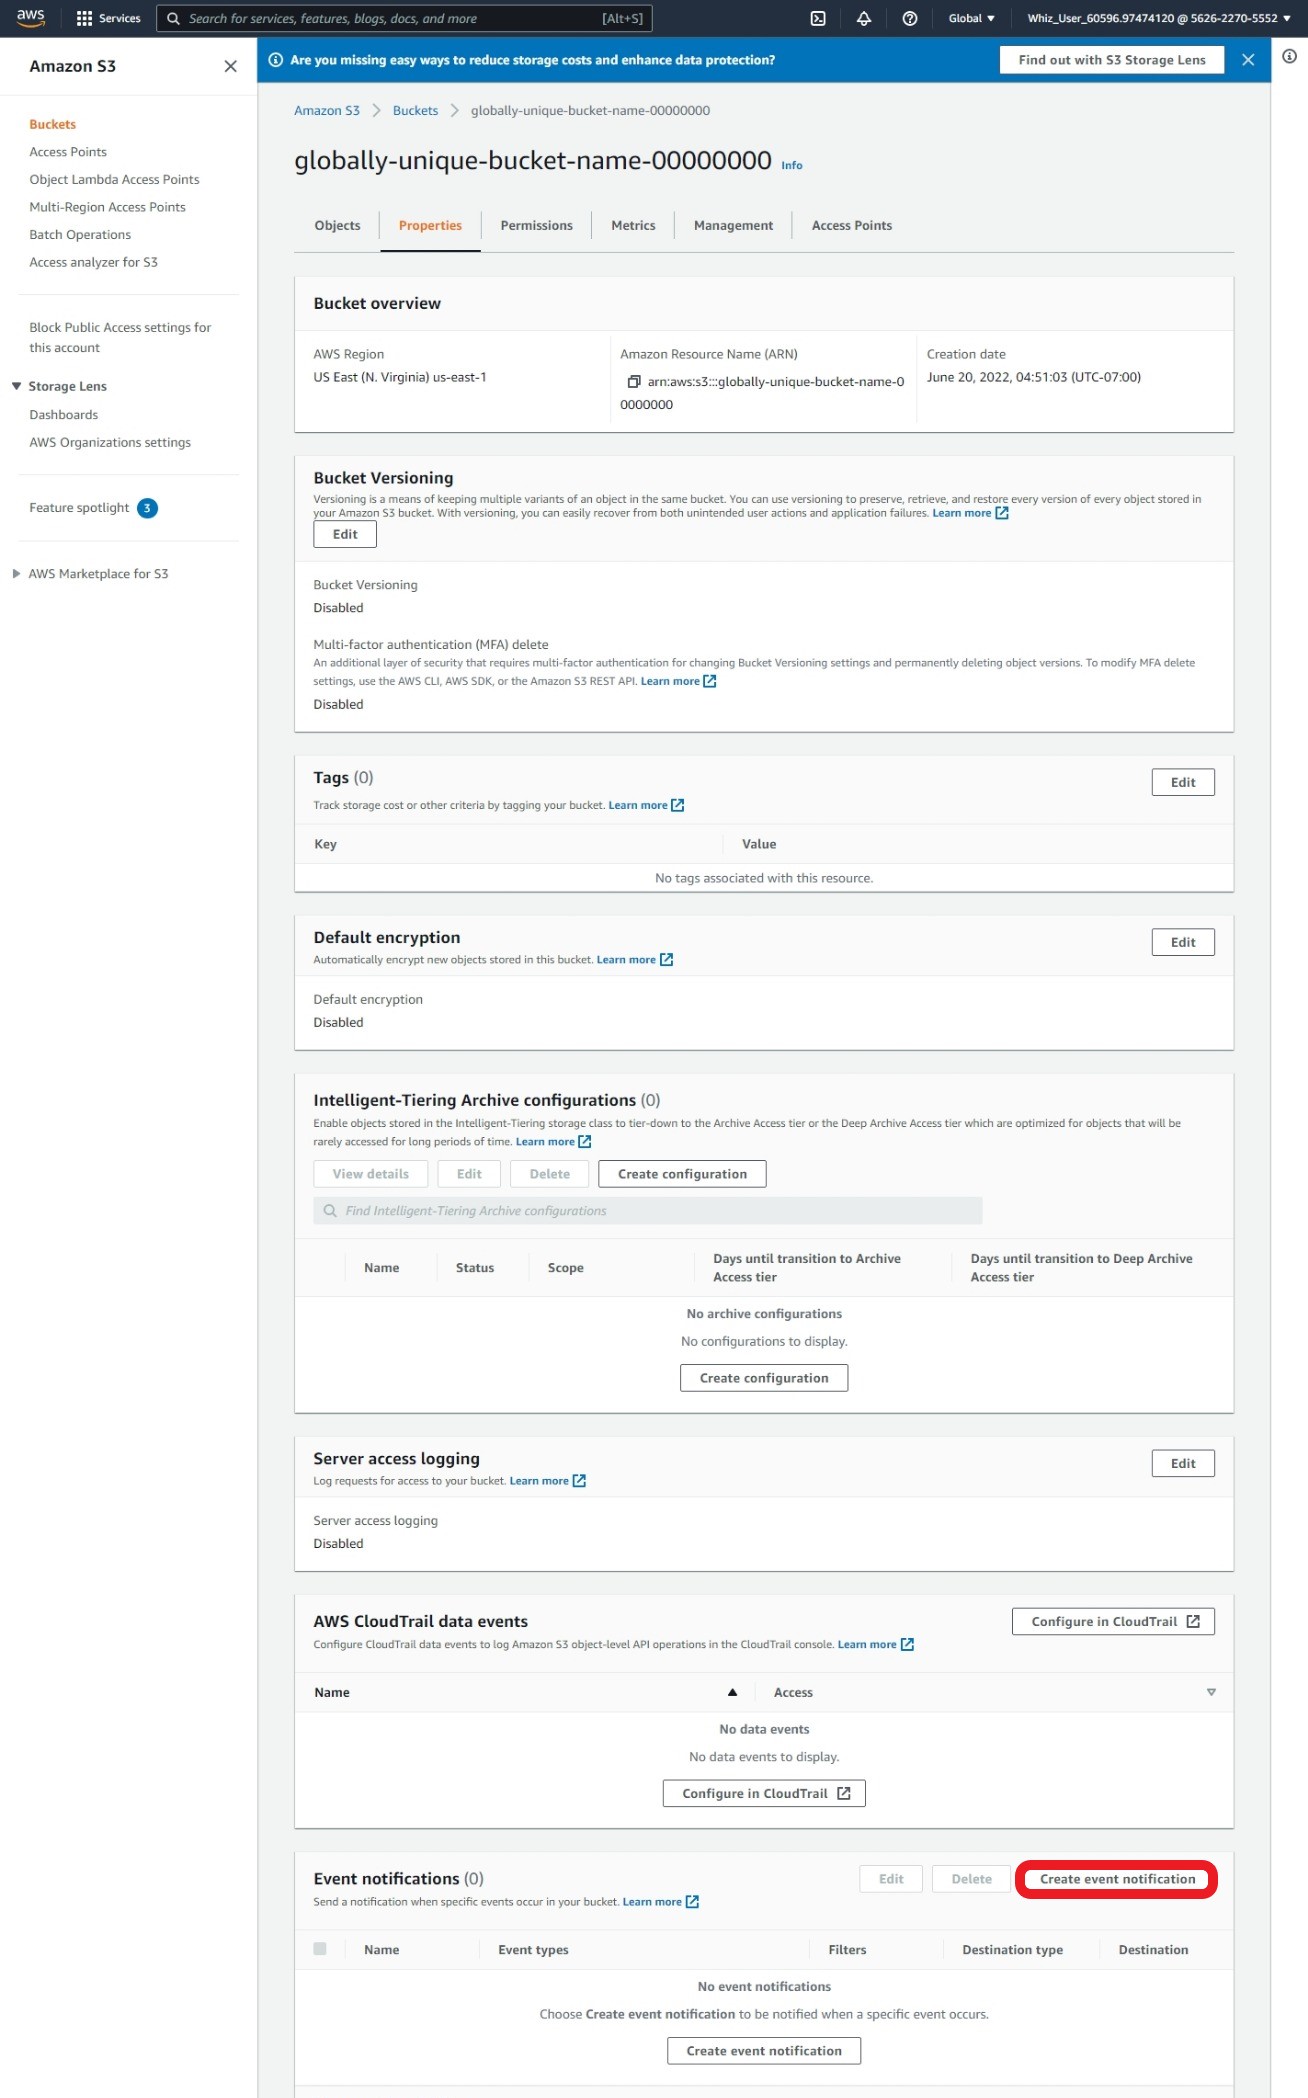 aws
Services
Search for services, features, blogs, docs, and more [Alt+S]
Global
Whiz_User_60596.97474120 @ 5626-2270-5552
Amazon S3
Buckets
Access Points
Object Lambda Access Points
Multi-Region Access Points
Batch Operations
Access analyzer for S3
Block Public Access settings for
this account
Storage Lens
Dashboards
AWS Organizations settings
Feature spotlight 3
AWS Marketplace for S3
Are you missing easy ways to reduce storage costs and enhance data protection?
Find out with S3 Storage Lens
Amazon S3 > Buckets > globally-unique-bucket-name-00000000
globally-unique-bucket-name-00000000 Info
Objects Properties Permissions Metrics Management Access Points
Bucket overview
AWS Region
US East (N. Virginia) us-east-1
Amazon Resource Name (ARN)
arn:aws:s3:::globally-unique-bucket-name-0
0000000
Creation date
June 20, 2022, 04:51:03 (UTC-07:00)
Bucket Versioning
Versioning is a means of keeping multiple variants of an object in the same bucket. You can use versioning to preserve, retrieve, and restore every version of every object stored in
your Amazon S3 bucket. With versioning, you can easily recover from both unintended user actions and application failures. Learn more
Edit
Bucket Versioning
Disabled
Multi-factor authentication (MFA) delete
An additional layer of security that requires multi-factor authentication for changing Bucket Versioning settings and permanently deleting object versions. To modify MFA delete
settings, use the AWS CLI, AWS SDK, or the Amazon S3 REST API. Learn more
Disabled
Tags (0)
Edit
Track storage cost or other criteria by tagging your bucket. Learn more
Key Value
No tags associated with this resource.
Default encryption
Edit
Automatically encrypt new objects stored in this bucket. Learn more
Default encryption
Disabled
Intelligent-Tiering Archive configurations (0)
Enable objects stored in the Intelligent-Tiering storage class to tier-down to the Archive Access tier or the Deep Archive Access tier which are optimized for objects that will be
rarely accessed for long periods of time. Learn more
View details Edit Delete Create configuration
Find Intelligent-Tiering Archive configurations
Name Status Scope
Days until transition to Archive
Access tier
Days until transition to Deep Archive
Access tier
No archive configurations
No configurations to display.
Create configuration
Server access logging
Edit
Log requests for access to your bucket. Learn more
Server access logging
Disabled
AWS CloudTrail data events
Configure in CloudTrail
Configure CloudTrail data events to log Amazon S3 object-level API operations in the CloudTrail console. Learn more
Name Access
No data events
No data events to display.
Configure in CloudTrail
Event notifications (0)
Edit Delete Create event notification
Send a notification when specific events occur in your bucket. Learn more
Name Event types Filters Destination type Destination
No event notifications
Choose Create event notification to be notified when a specific event occurs.
Create event notification